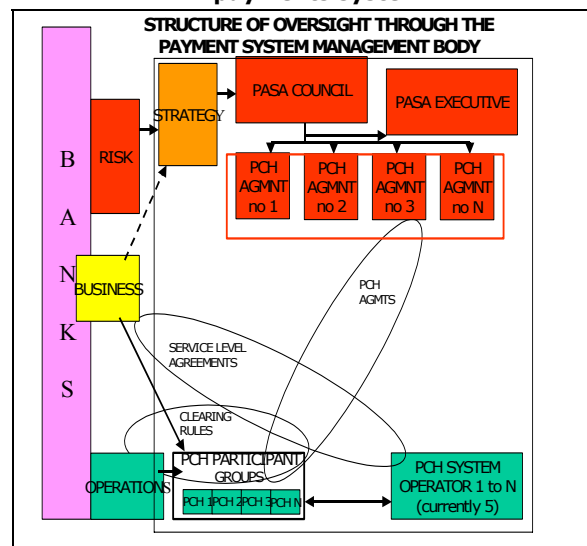 STRUCTURE OF OVERSIGHT THROUGH THE
PAYMENT SYSTEM MANAGEMENT BODY
B
A
N
K
S
RISK
STRATEGY
PASA COUNCIL
PASA EXECUTIVE
PCH
AGMNT
no 1
PCH
AGMNT
no 2
PCH
AGMNT
no 3
PCH
AGMNT
no N
BUSINESS
PCH
AGMTS
SERVICE LEVEL
AGREEMENTS
CLEARING
RULES
OPERATIONS
PCH PARTICIPANT
GROUPS
PCH 1
PCH 2
PCH 3
PCH N
PCH SYSTEM
OPERATOR 1 to N
(currently 5)